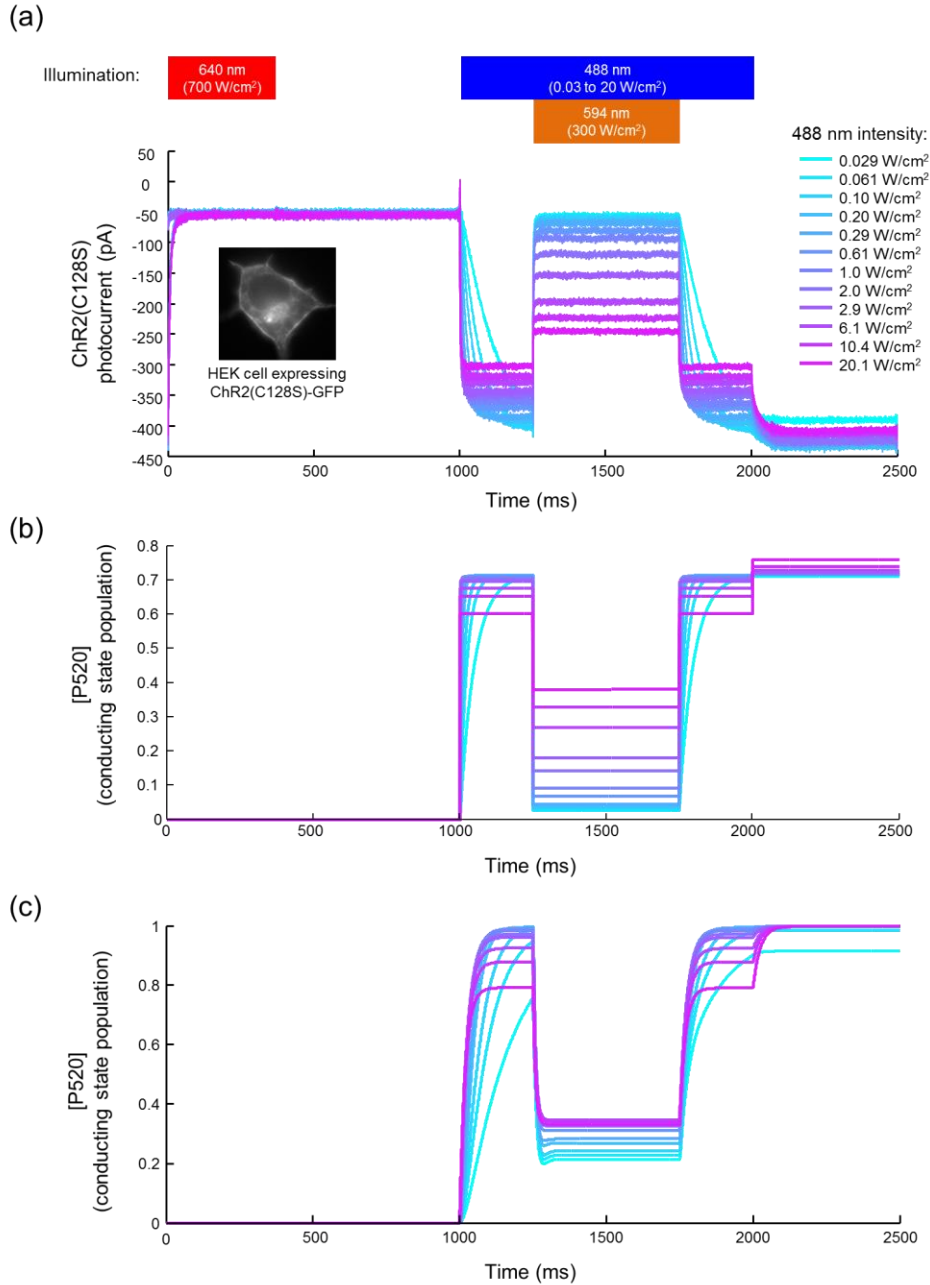 (a)
Illumination:
640 nm
(700 W/cm²)
488 nm
(0.03 to 20 W/cm²)
594 nm
(300 W/cm²)
488 nm intensity:
0.029 W/cm²
0.061 W/cm²
0.10 W/cm²
0.20 W/cm²
0.29 W/cm²
0.61 W/cm²
1.0 W/cm²
2.0 W/cm²
2.9 W/cm²
6.1 W/cm²
10.4 W/cm²
20.1 W/cm²
ChR2(C128S)
photocurrent (pA)
50
0
-50
-100
-150
-200
-250
-300
-350
-400
-450
HEK cell expressing
ChR2(C128S)-GFP
0 500 1000 1500 2000 2500
Time (ms)
(b)
[P520]
(conducting state population)
0.8
0.7
0.6
0.5
0.4
0.3
0.2
0.1
0
0 500 1000 1500 2000 2500
Time (ms)
(c)
[P520]
(conducting state population)
1
0.8
0.6
0.4
0.2
0
0 500 1000 1500 2000 2500
Time (ms)